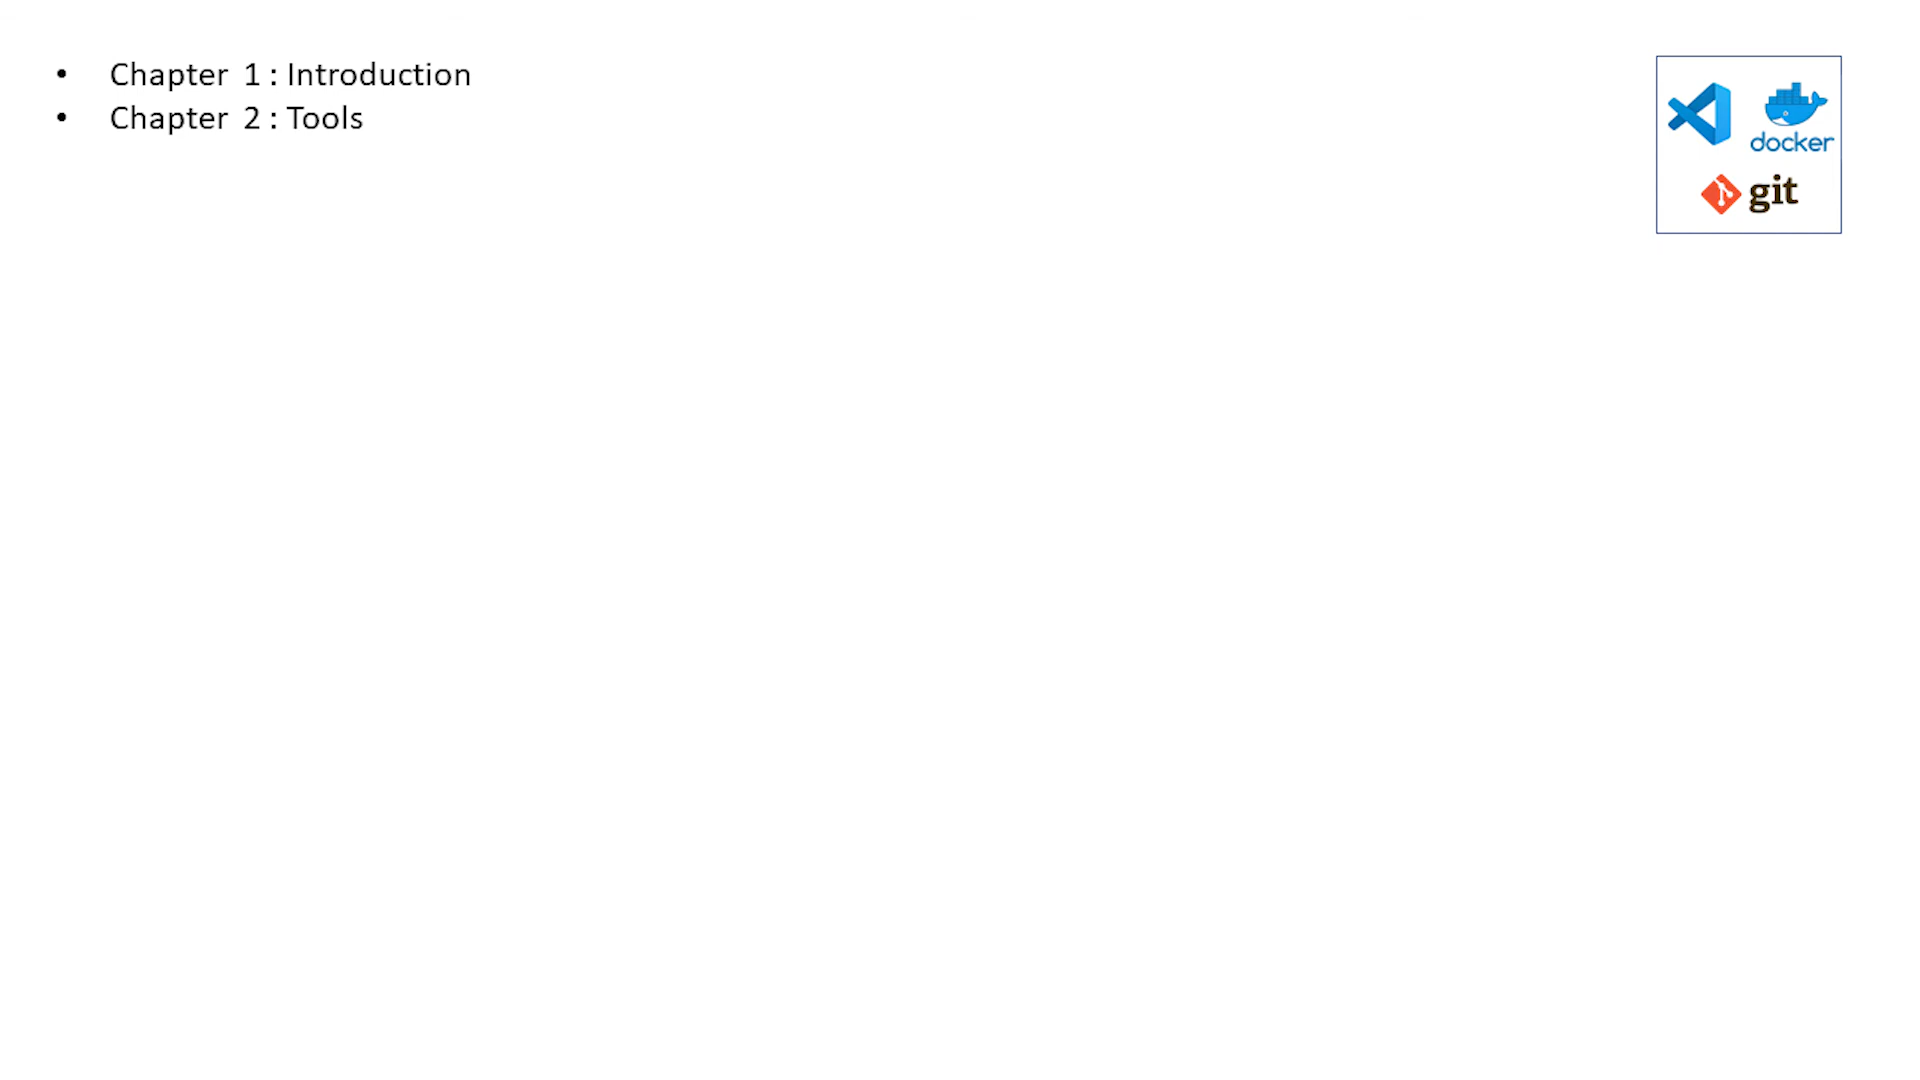 • Chapter 1 : Introduction
• Chapter 2 : Tools
docker
git